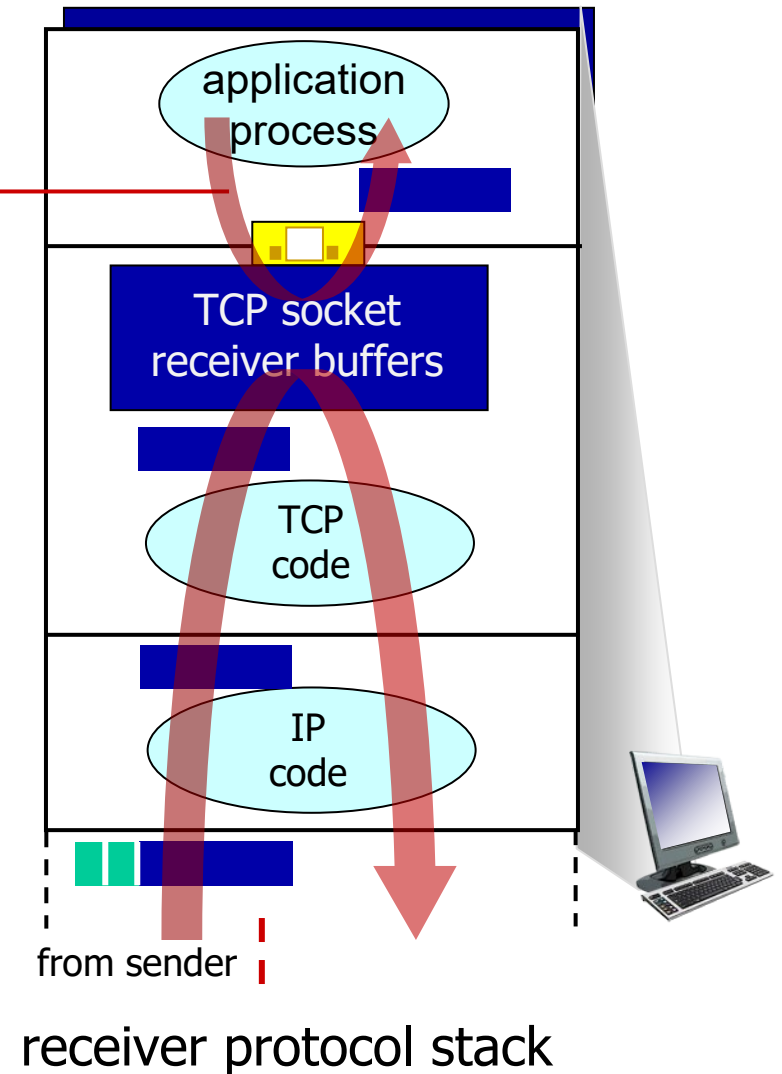 application
process
TCP socket
receiver buffers
TCP
code
IP
code
from sender
receiver protocol stack